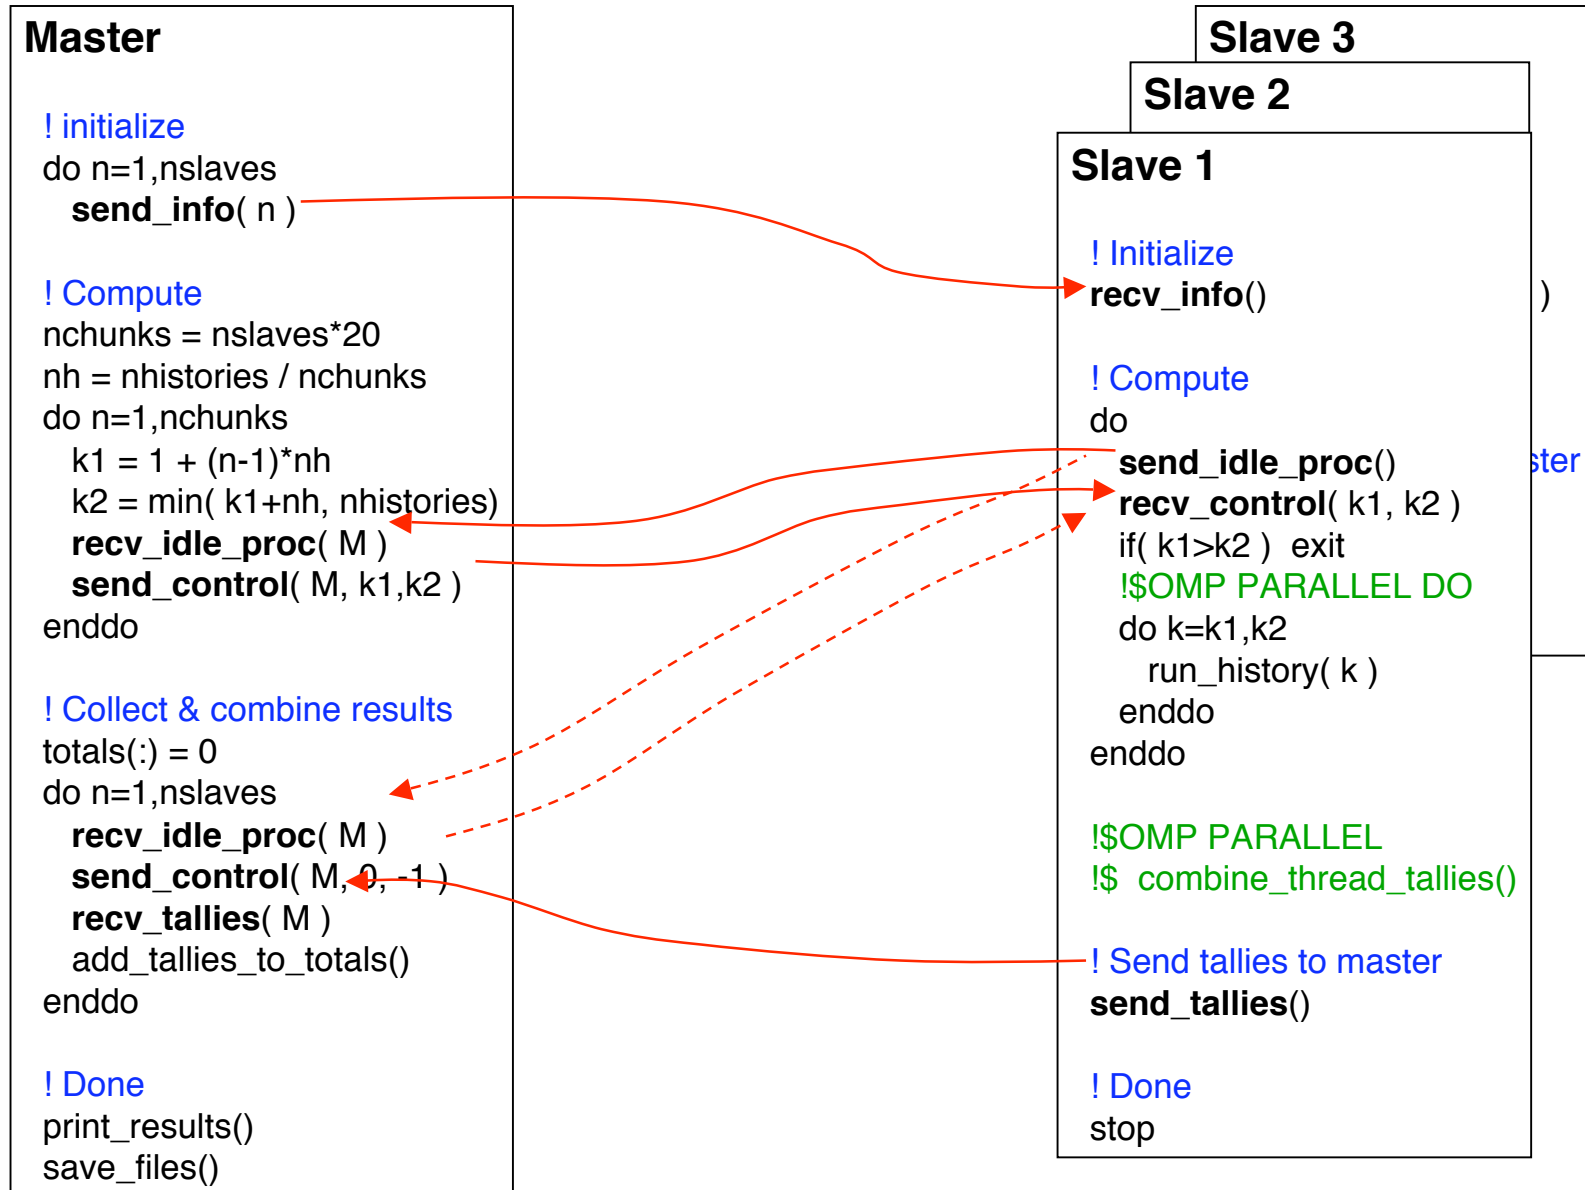 Master
! initialize
do n=1,nslaves
send_info( n )
! Compute
nchunks = nslaves*20
nh = nhistories / nchunks
do n=1,nchunks
k1 = 1 + (n-1)*nh
k2 = min( k1+nh, nhistories)
recv_idle_proc( M )
send_control( M, k1,k2 )
enddo
! Collect & combine results
totals(:) = 0
do n=1,nslaves
recv_idle_proc( M )
send_control( M, 0, -1 )
recv_tallies( M )
add_tallies_to_totals()
enddo
! Done
print_results()
save_files()
Slave 3
Slave 2
)
ster
Slave 1
! Initialize
recv_info()
! Compute
do
send_idle_proc()
recv_control( k1, k2 )
if( k1>k2 )  exit
!$OMP PARALLEL DO
do k=k1,k2
run_history( k )
enddo
enddo
!$OMP PARALLEL
!$  combine_thread_tallies()
! Send tallies to master
send_tallies()
! Done
stop